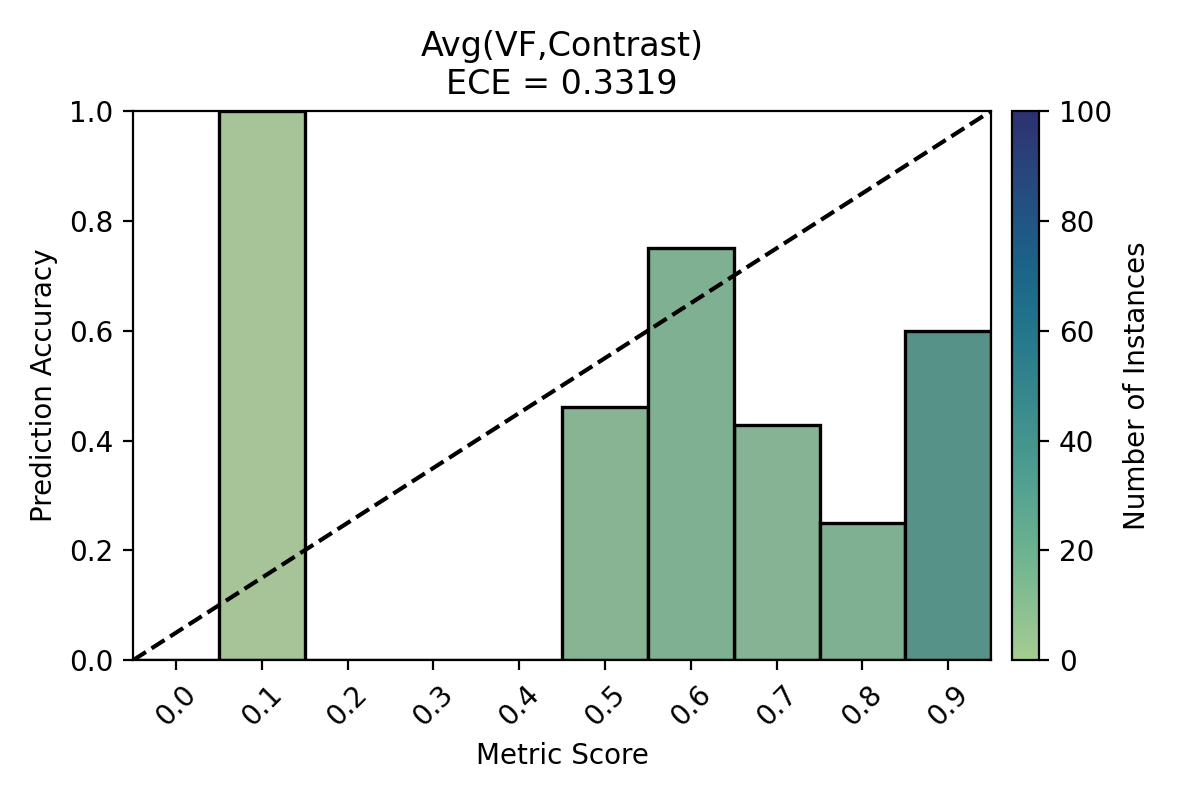 Avg(VF,Contrast)
ECE = 0.3319
Prediction Accuracy
1.0
0.8
0.6
0.4
0.2
0.0
0.0 0.1 0.2 0.3 0.4 0.5 0.6 0.7 0.8 0.9
Metric Score
100
80
60
40
20
0
Number of Instances